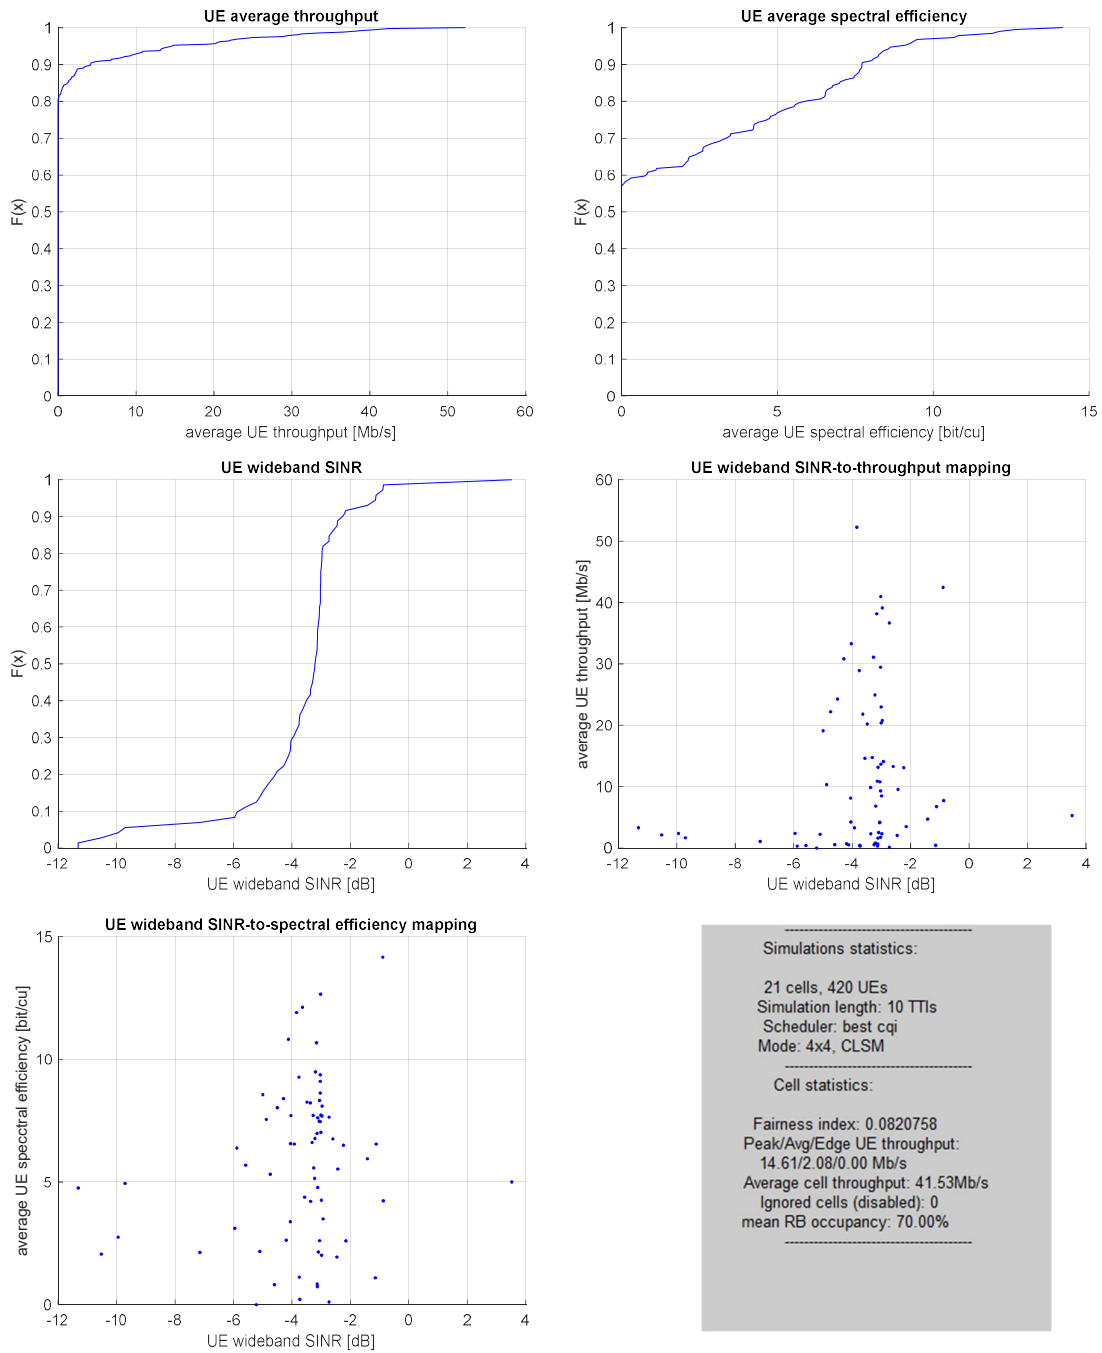 UE average throughput
1
0.9
0.8
0.7
0.6
0.5
0.4
0.3
0.2
0.1
0
F(x)
0 10 20 30 40 50 60
average UE throughput [Mb/s]
UE average spectral efficiency
1
0.9
0.8
0.7
0.6
0.5
0.4
0.3
0.2
0.1
0
F(x)
0 5 10 15
average UE spectral efficiency [bit/cu]
UE wideband SINR
1
0.9
0.8
0.7
0.6
0.5
0.4
0.3
0.2
0.1
0
F(x)
-12 -10 -8 -6 -4 -2 0 2 4
UE wideband SINR [dB]
UE wideband SINR-to-throughput mapping
60
50
40
30
20
10
0
average UE throughput [Mb/s]
-12 -10 -8 -6 -4 -2 0 2 4
UE wideband SINR [dB]
UE wideband SINR-to-spectral efficiency mapping
15
10
5
0
average UE specctral efficiency [bit/cu]
-12 -10 -8 -6 -4 -2 0 2 4
UE wideband SINR [dB]
Simulations statistics:
21 cells, 420 UEs
Simulation length: 10 TTIs
Scheduler: best cqi
Mode: 4x4, CLSM
Cell statistics:
Fairness index: 0.0820758
Peak/Avg/Edge UE throughput:
14.61/2.08/0.00 Mb/s
Average cell throughput: 41.53Mb/s
Ignored cells (disabled): 0
mean RB occupancy: 70.00%